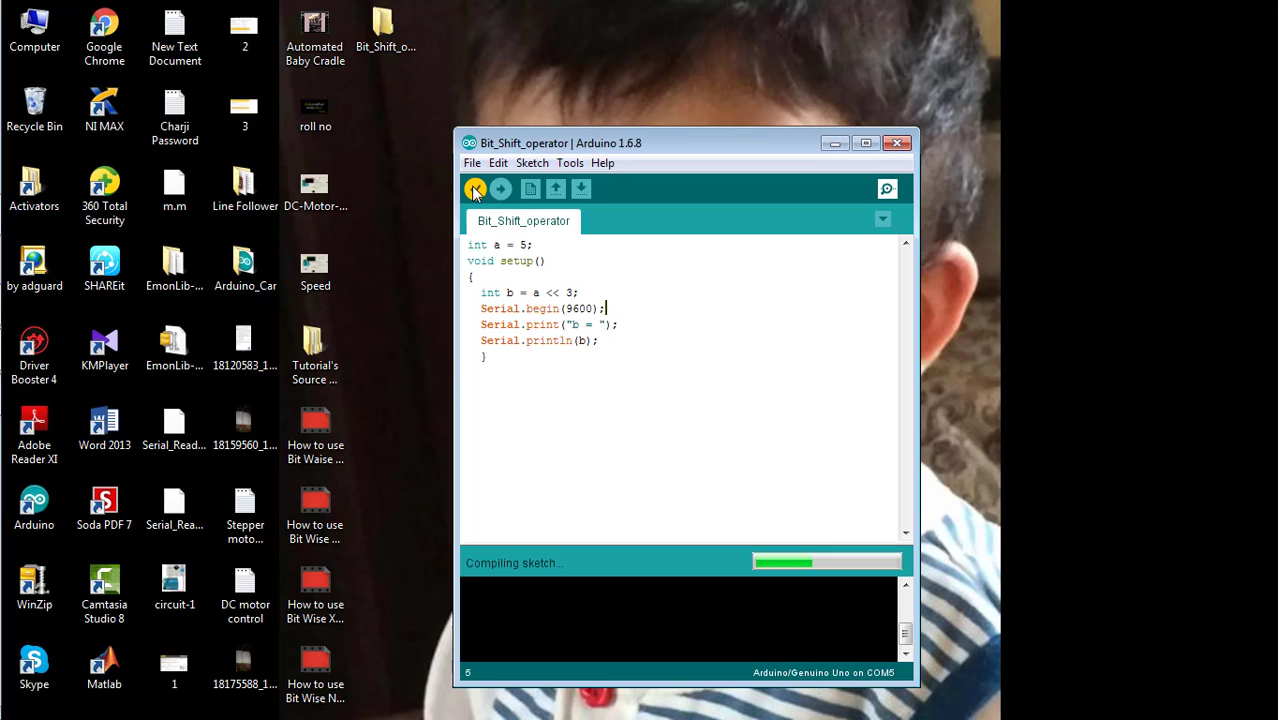 Computer
Google
Chrome
New Text
Document
2
Automated
Baby Cradle
Bit_Shift_o...
Recycle Bin
NI MAX
Charji
Password
3
roll no
Activators
360 Total
Security
m.m
Line Follower
DC-Motor-...
by adguard
SHAREit
EmonLib-...
Arduino_Car
Speed
Driver
Booster 4
KMPlayer
EmonLib-...
18120583_1...
Tutorial's
Source ...
Adobe
Reader XI
Word 2013
Serial_Read...
18159560_1...
How to use
Bit Waise ...
Arduino
Soda PDF 7
Serial_Rea...
Stepper
moto...
How to use
Bit Wise ...
WinZip
Camtasia
Studio 8
circuit-1
DC motor
control
How to use
Bit Wise X...
Skype
Matlab
1
18175588_1...
How to use
Bit Wise N...
Bit_Shift_operator | Arduino 1.6.8
File Edit Sketch Tools Help
Bit_Shift_operator
int a = 5;
void setup()
{
int b = a << 3;
Serial.begin(9600);
Serial.print("b = ");
Serial.println(b);
}
Compiling sketch...
5
Arduino/Genuino Uno on COM5